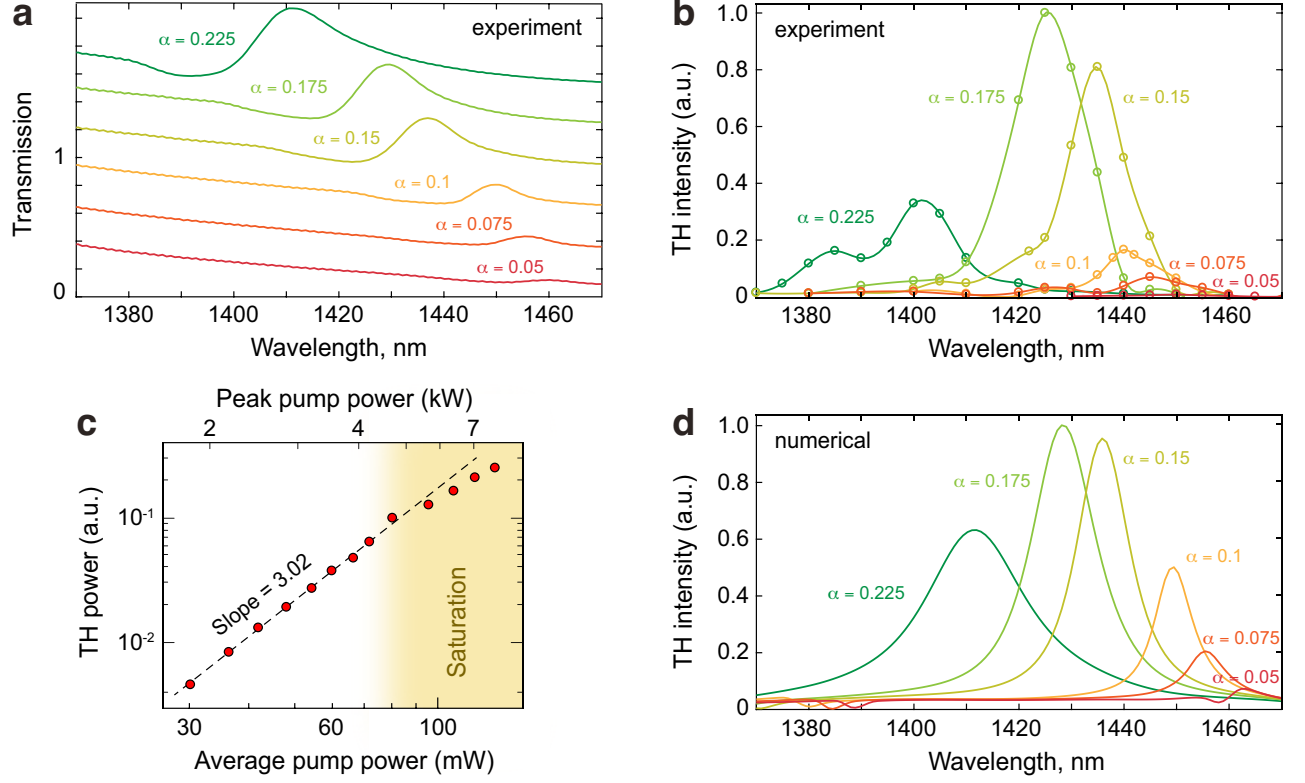 a
experiment
α = 0.225
α = 0.175
α = 0.15
α = 0.1
α = 0.075
α = 0.05
Transmission
1
0
1380 1400 1420 1440 1460
Wavelength, nm
b
experiment
α = 0.175
α = 0.15
α = 0.225
α = 0.1
α = 0.075
α = 0.05
TH intensity (a.u.)
1.0
0.8
0.6
0.4
0.2
0
1380 1400 1420 1440 1460
Wavelength, nm
c
Peak pump power (kW)
2 4 7
TH power (a.u.)
10-1
10-2
Slope = 3.02
Saturation
30 60 100
Average pump power (mW)
d
numerical
α = 0.175
α = 0.15
α = 0.225
α = 0.1
α = 0.075
α = 0.05
TH intensity (a.u.)
1.0
0.8
0.6
0.4
0.2
0
1380 1400 1420 1440 1460
Wavelength, nm